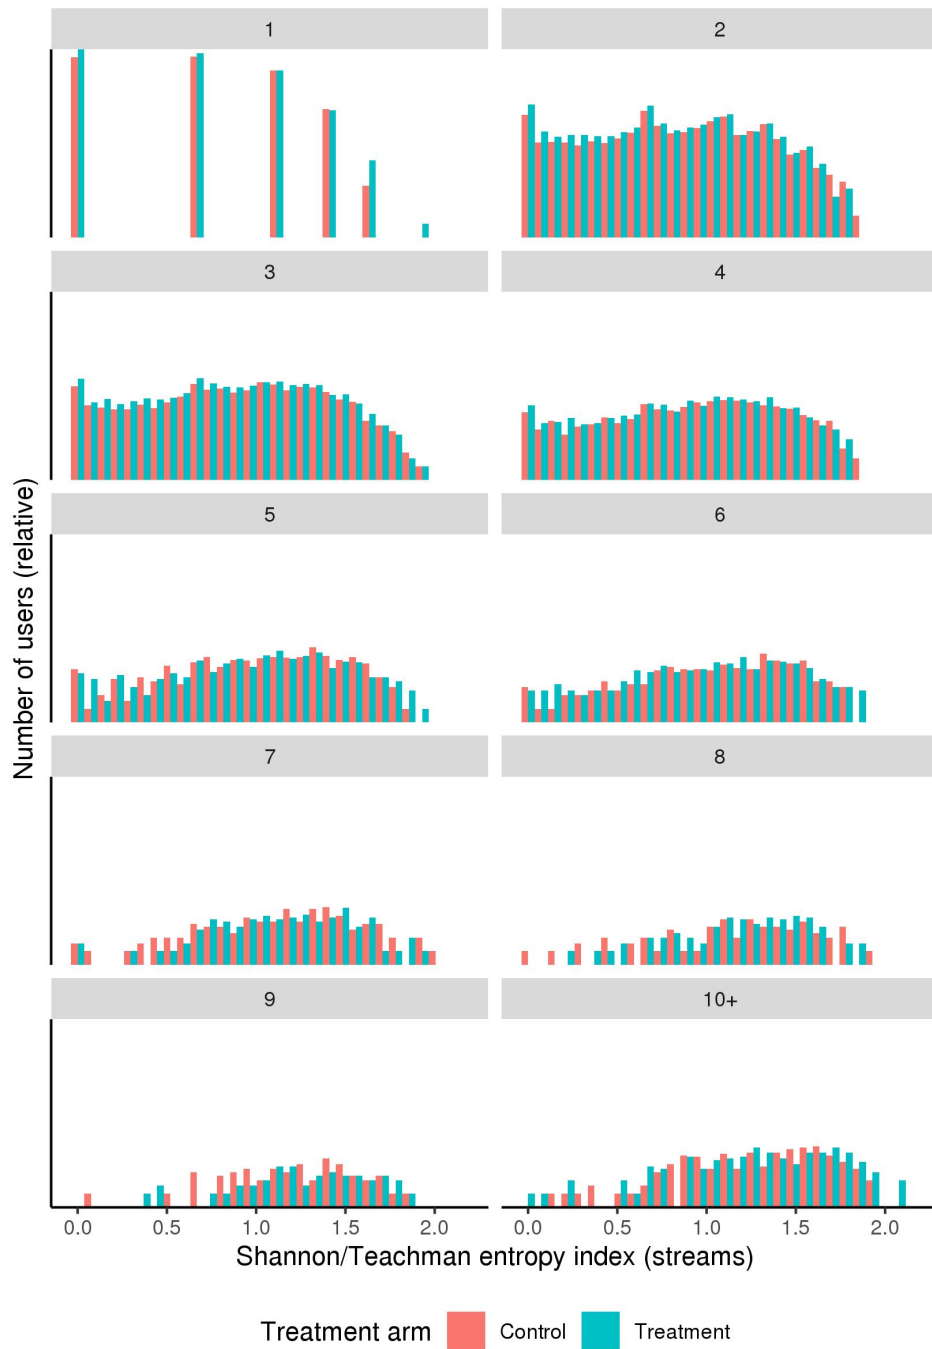 1
2
3
4
5
6
7
8
9
10+
Number of users (relative)
0.0 0.5 1.0 1.5 2.0
0.0 0.5 1.0 1.5 2.0
Shannon/Teachman entropy index (streams)
Treatment arm Control Treatment